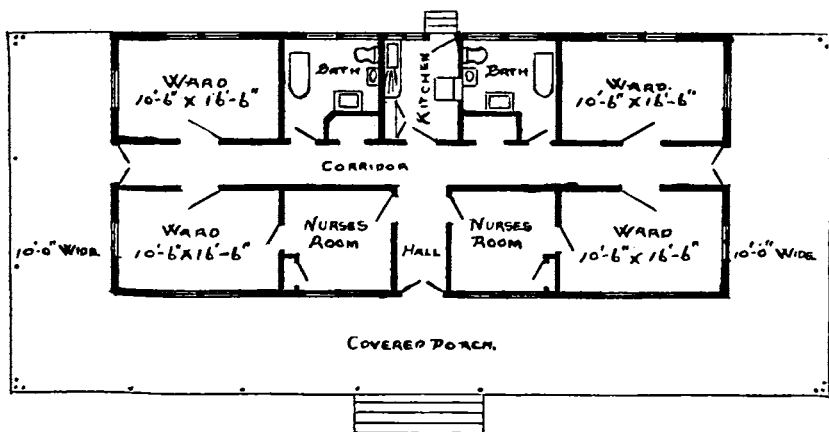 WARD
10'-6" X 16'-6"
BATH
KITCHEN
BATH
WARD.
10'-6" X 16'-6"
CORRIDOR
10'-0" WIDE
WARD
10'-6" X 16'-6"
NURSES
ROOM
HALL
NURSES
ROOM
WARD
10'-6" X 16'-6"
10'-0" WIDE
COVERED PORCH.